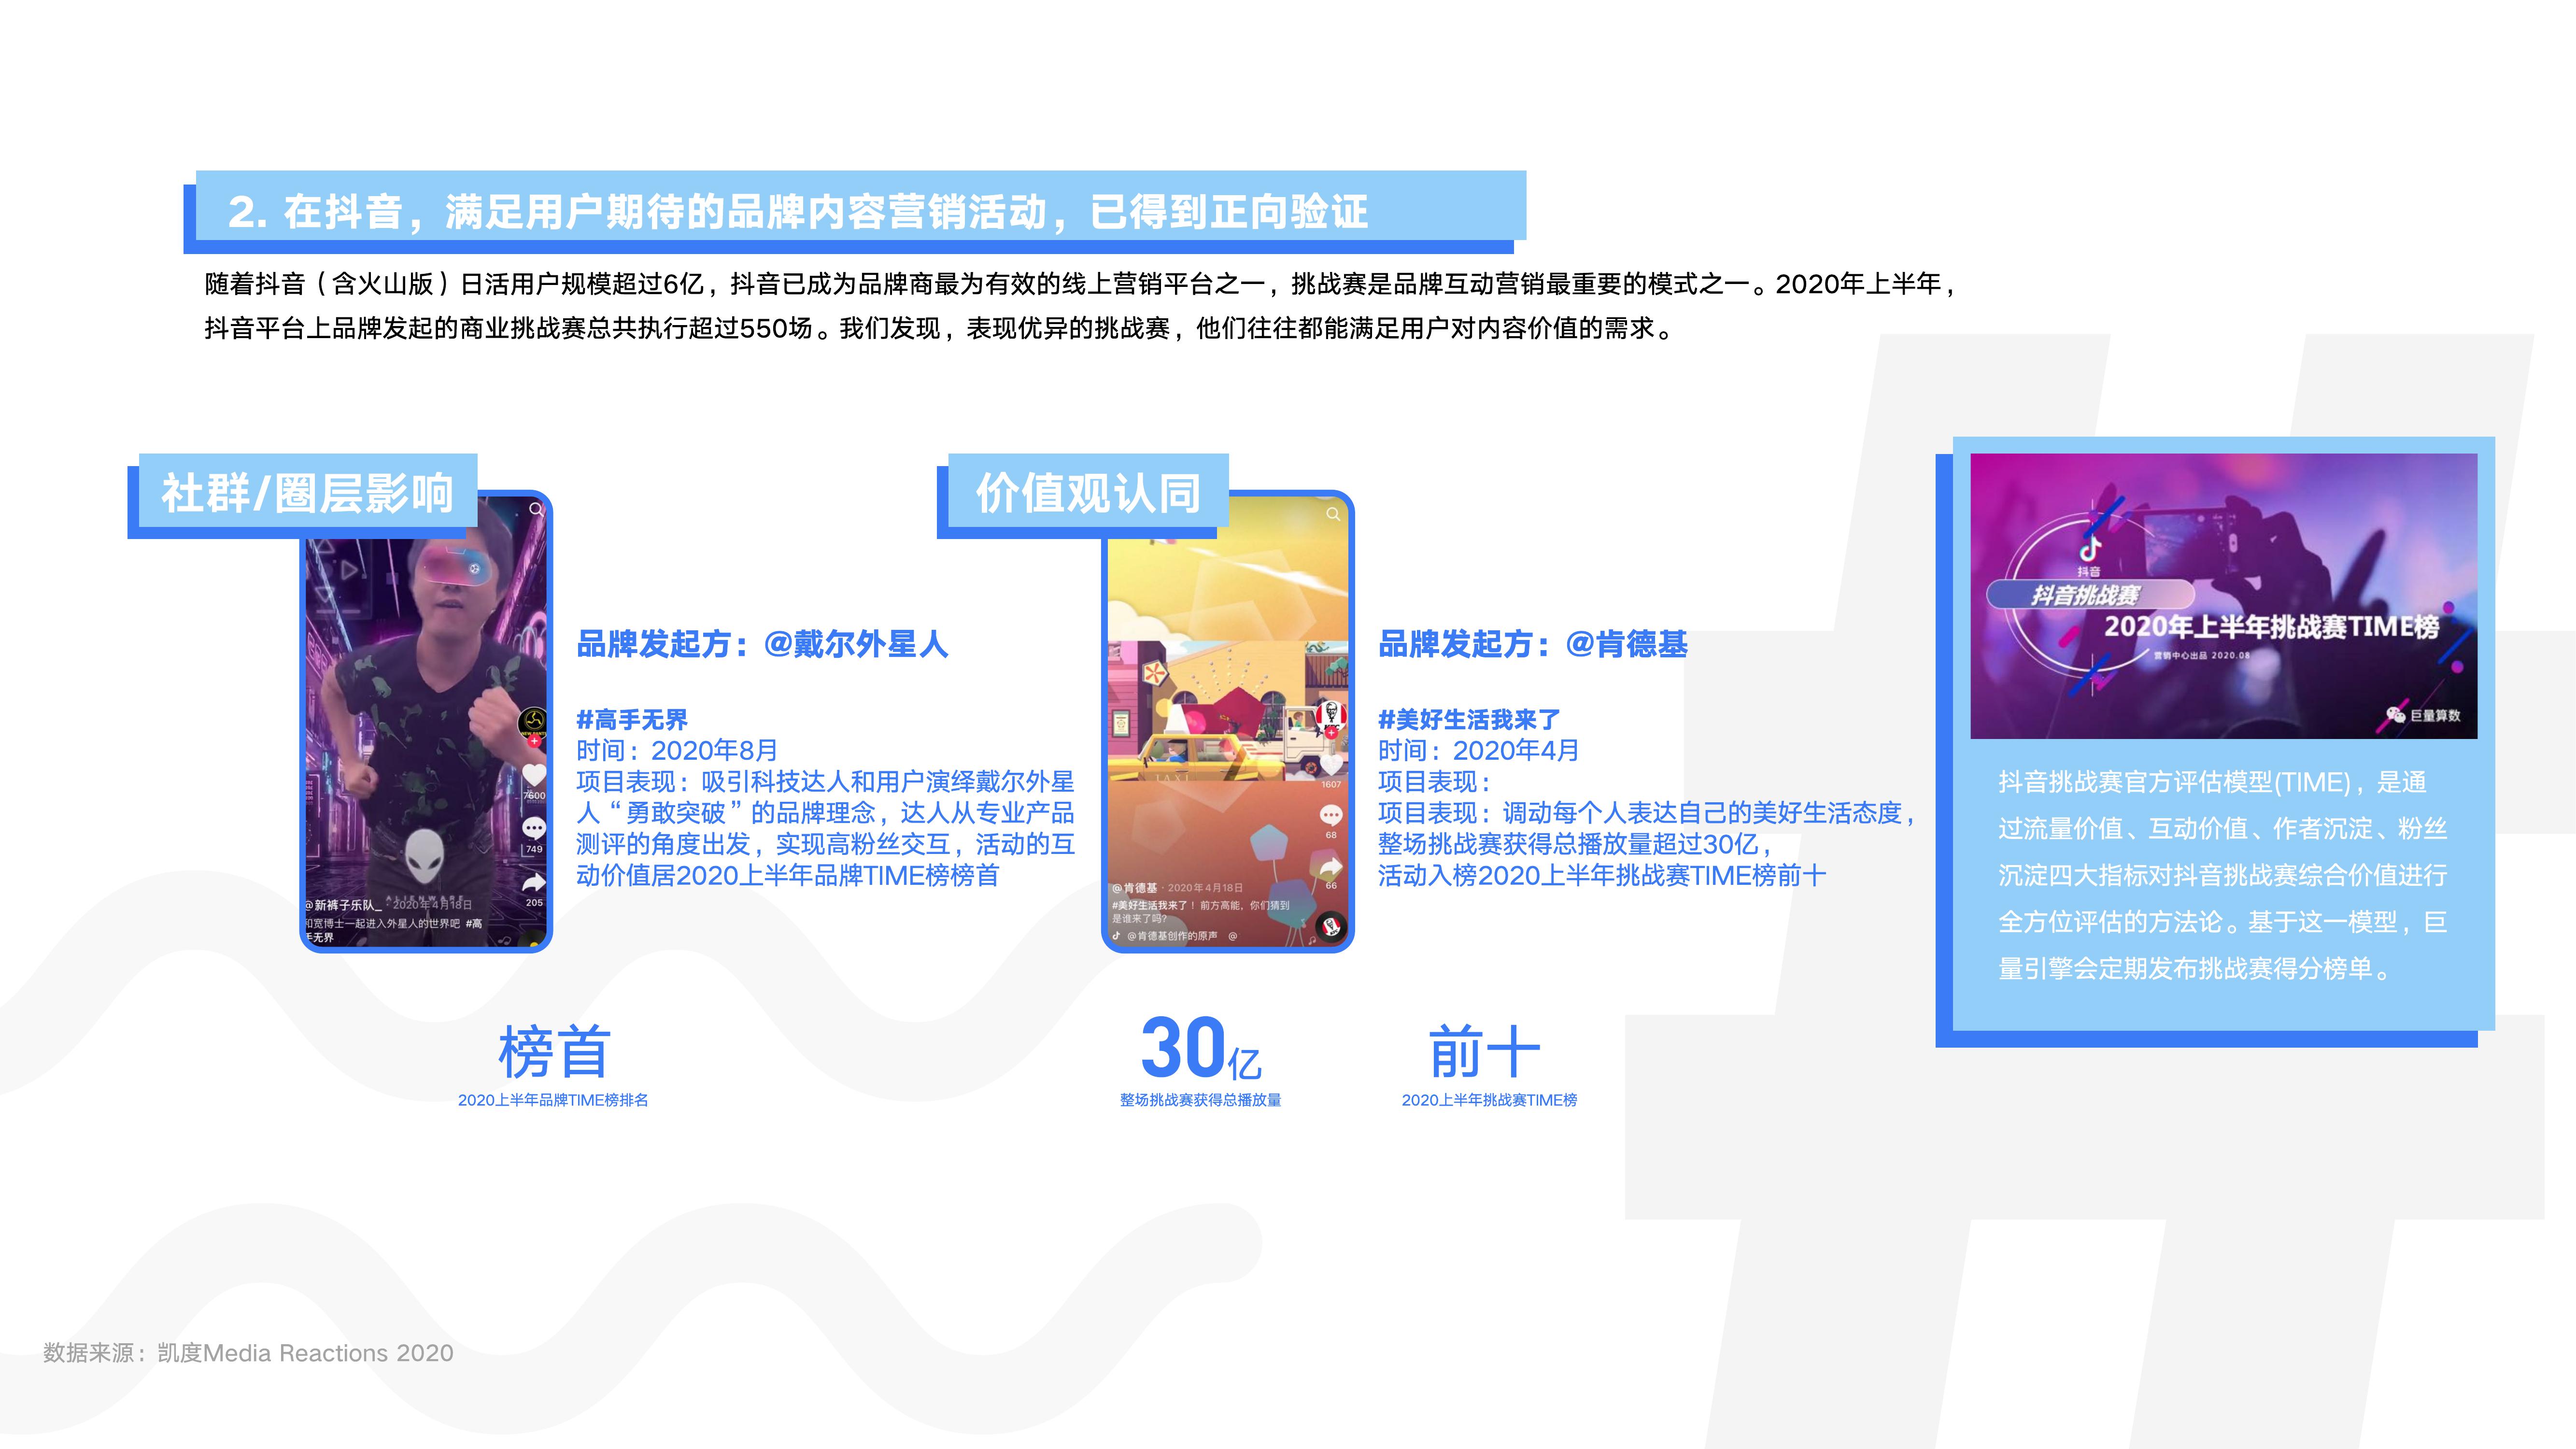 2. 在抖音，满足用户期待的品牌内容营销活动，已得到正向验证
随着抖音（含火山版）日活用户规模超过6亿，抖音已成为品牌商最为有效的线上营销平台之一，挑战赛是品牌互动营销最重要的模式之一。2020年上半年，
抖音平台上品牌发起的商业挑战赛总共执行超过550场。我们发现，表现优异的挑战赛，他们往往都能满足用户对内容价值的需求。
社群/圈层影响
7600
749
205
ALIENWARE
@新裤子乐队_ · 2020年4月18日
和宽博士一起进入外星人的世界吧 #高
手无界
品牌发起方：@戴尔外星人
#高手无界
时间：2020年8月
项目表现：吸引科技达人和用户演绎戴尔外星
人“勇敢突破”的品牌理念，达人从专业产品
测评的角度出发，实现高粉丝交互，活动的互
动价值居2020上半年品牌TIME榜榜首
榜首
2020上半年品牌TIME榜排名
价值观认同
TAXI
KFC
1607
68
66
@肯德基 · 2020年4月18日
#美好生活我来了！前方高能，你们猜到
是谁来了吗?
@肯德基创作的原声 @
品牌发起方：@肯德基
#美好生活我来了
时间：2020年4月
项目表现：
项目表现：调动每个人表达自己的美好生活态度，
整场挑战赛获得总播放量超过30亿，
活动入榜2020上半年挑战赛TIME榜前十
30亿
整场挑战赛获得总播放量
前十
2020上半年挑战赛TIME榜
抖音
抖音挑战赛
2020年上半年挑战赛TIME榜
营销中心出品 2020.08
巨量算数
抖音挑战赛官方评估模型(TIME)，是通
过流量价值、互动价值、作者沉淀、粉丝
沉淀四大指标对抖音挑战赛综合价值进行
全方位评估的方法论。基于这一模型，巨
量引擎会定期发布挑战赛得分榜单。
数据来源：凯度Media Reactions 2020